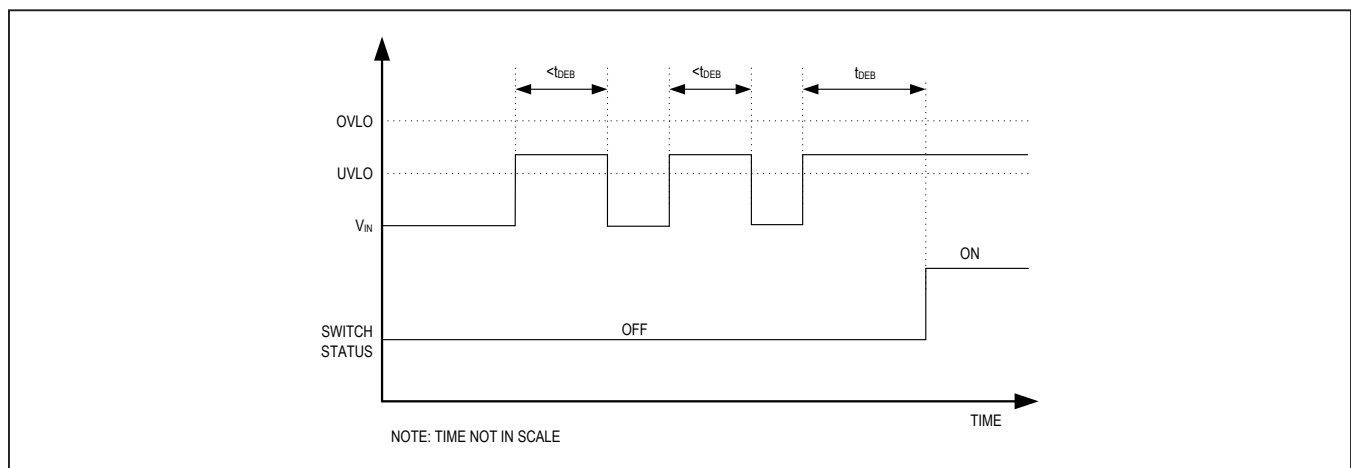 <tDEB
<tDEB
tDEB
OVLO
UVLO
VIN
ON
OFF
SWITCH
STATUS
TIME
NOTE: TIME NOT IN SCALE